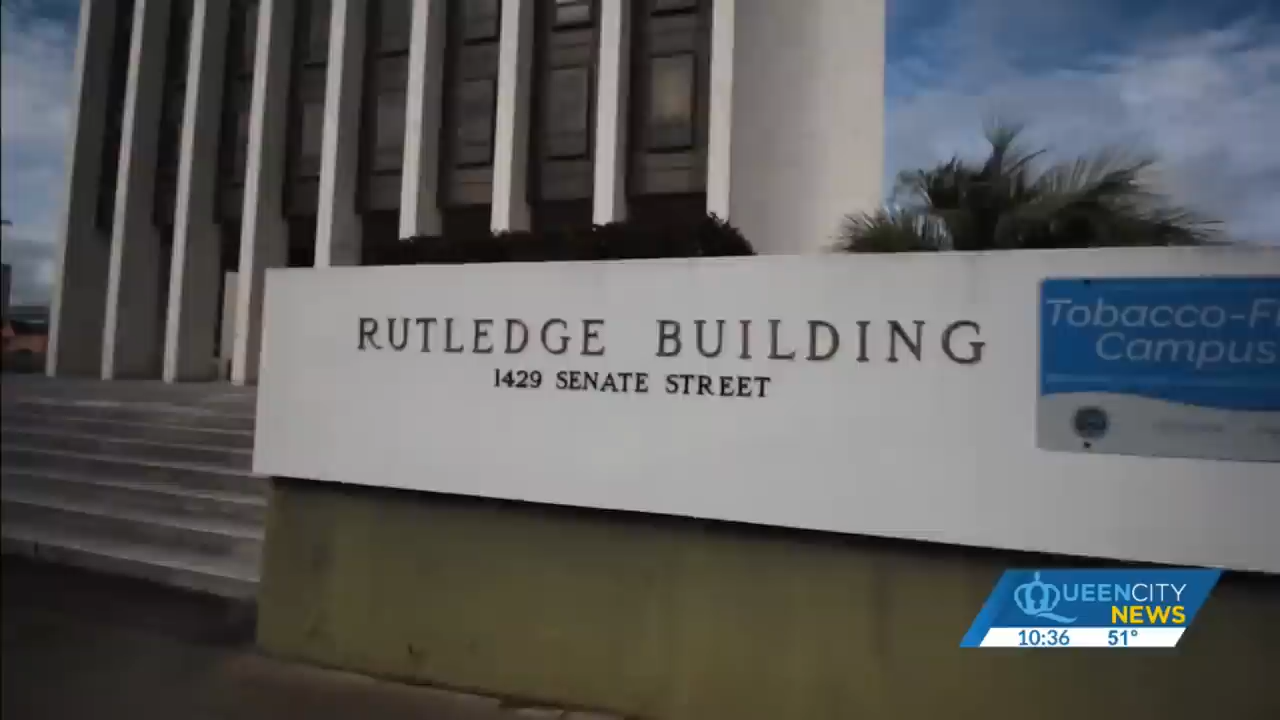 RUTLEDGE BUILDING
1429 SENATE STREET
Tobacco-F
Campus
QUEENCITY
NEWS
10:36 51°